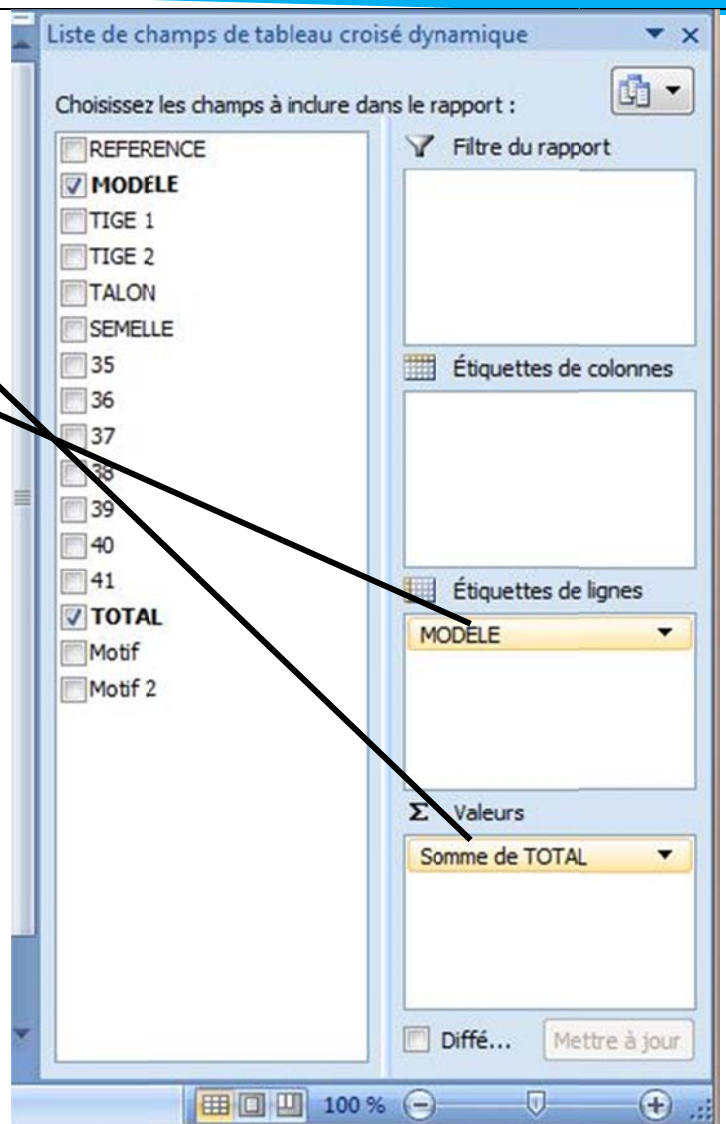 Liste de champs de tableau croisé dynamique
Choisissez les champs à inclure dans le rapport :
REFERENCE
MODELE
TIGE 1
TIGE 2
TALON
SEMELLE
35
36
37
38
39
40
41
TOTAL
Motif
Motif 2
Filtre du rapport
Étiquettes de colonnes
Étiquettes de lignes
MODELE
Σ Valeurs
Somme de TOTAL
Diffé...
Mettre à jour
100 %